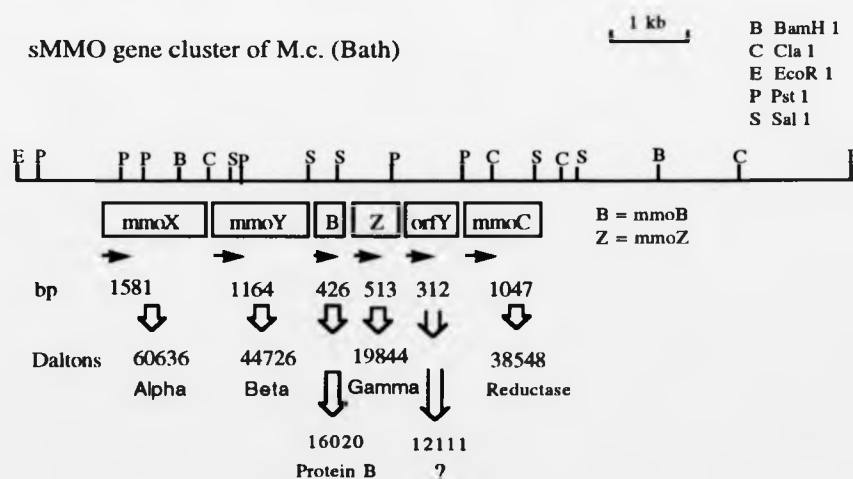 1 kb
sMMO gene cluster of M.c. (Bath)
B BamH 1
C Cla 1
E EcoR 1
P Pst 1
S Sal 1
E P P P B C S P S S P P C S C S B C E
mmoX mmoY B Z orfY mmoC
B = mmoB
Z = mmoZ
bp 1581 1164 426 513 312 1047
Daltons 60636 44726 19844 38548
Alpha Beta Gamma Reductase
16020 12111
Protein B ?